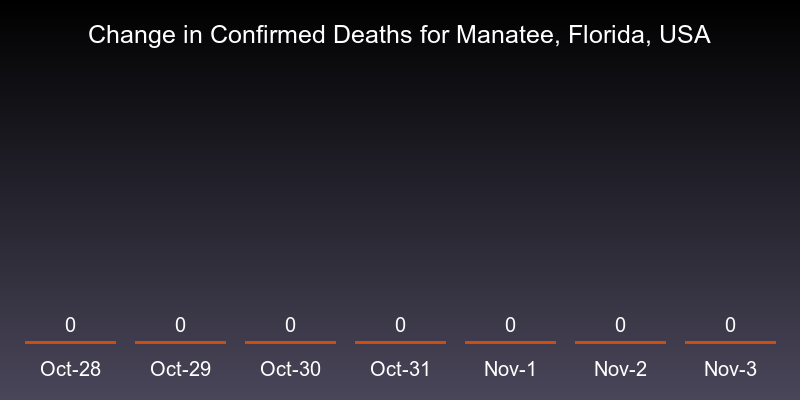 Change in Confirmed Deaths for Manatee, Florida, USA
0 0 0 0 0 0 0
Oct-28 Oct-29 Oct-30 Oct-31 Nov-1 Nov-2 Nov-3